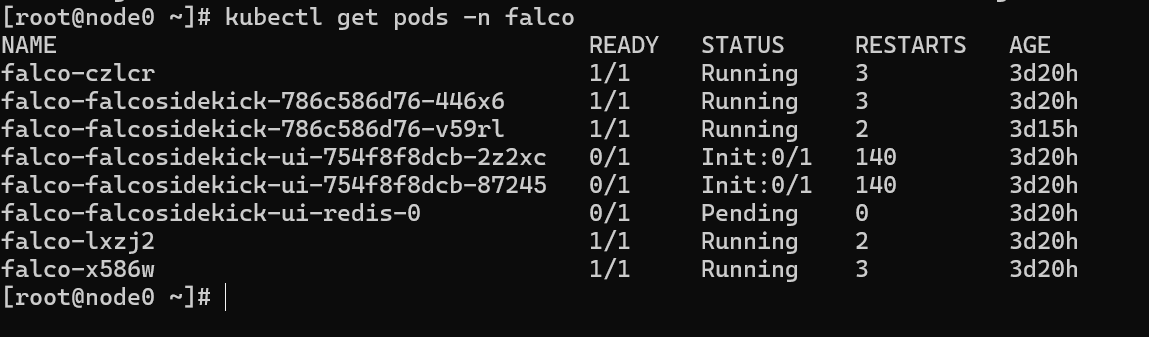 [root@node0 ~]# kubectl get pods -n falco
NAME READY STATUS RESTARTS AGE
falco-czlcr 1/1 Running 3 3d20h
falco-falcosidekick-786c586d76-446x6 1/1 Running 3 3d20h
falco-falcosidekick-786c586d76-v59rl 1/1 Running 2 3d15h
falco-falcosidekick-ui-754f8f8dcb-2z2xc 0/1 Init:0/1 140 3d20h
falco-falcosidekick-ui-754f8f8dcb-87245 0/1 Init:0/1 140 3d20h
falco-falcosidekick-ui-redis-0 0/1 Pending 0 3d20h
falco-lxzj2 1/1 Running 2 3d20h
falco-x586w 1/1 Running 3 3d20h
[root@node0 ~]#